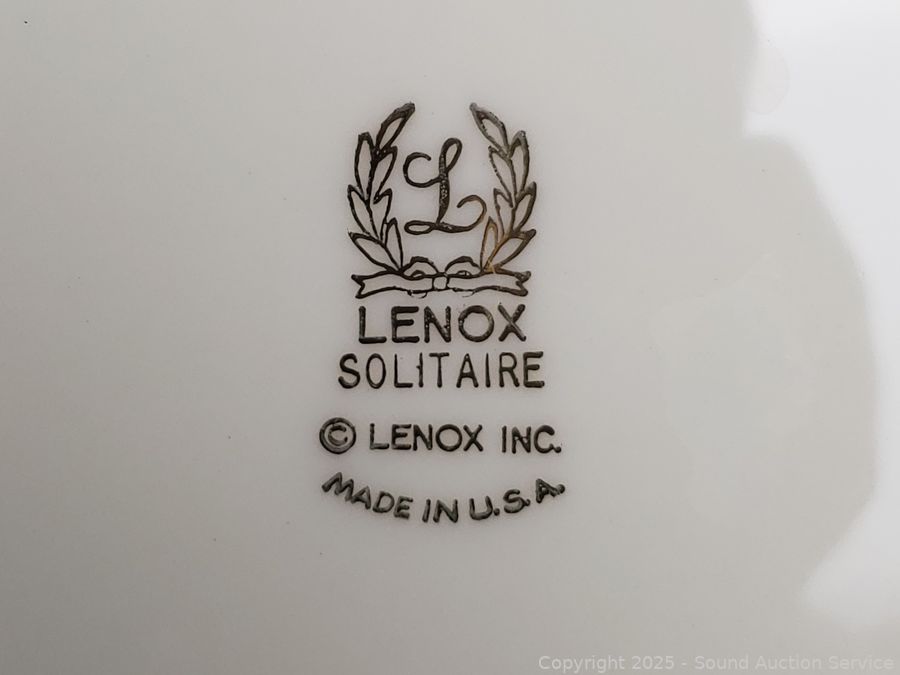 L
LENOX
SOLITAIRE
© LENOX INC.
MADE IN U.S.A.
Copyright 2025 - Sound Auction Service